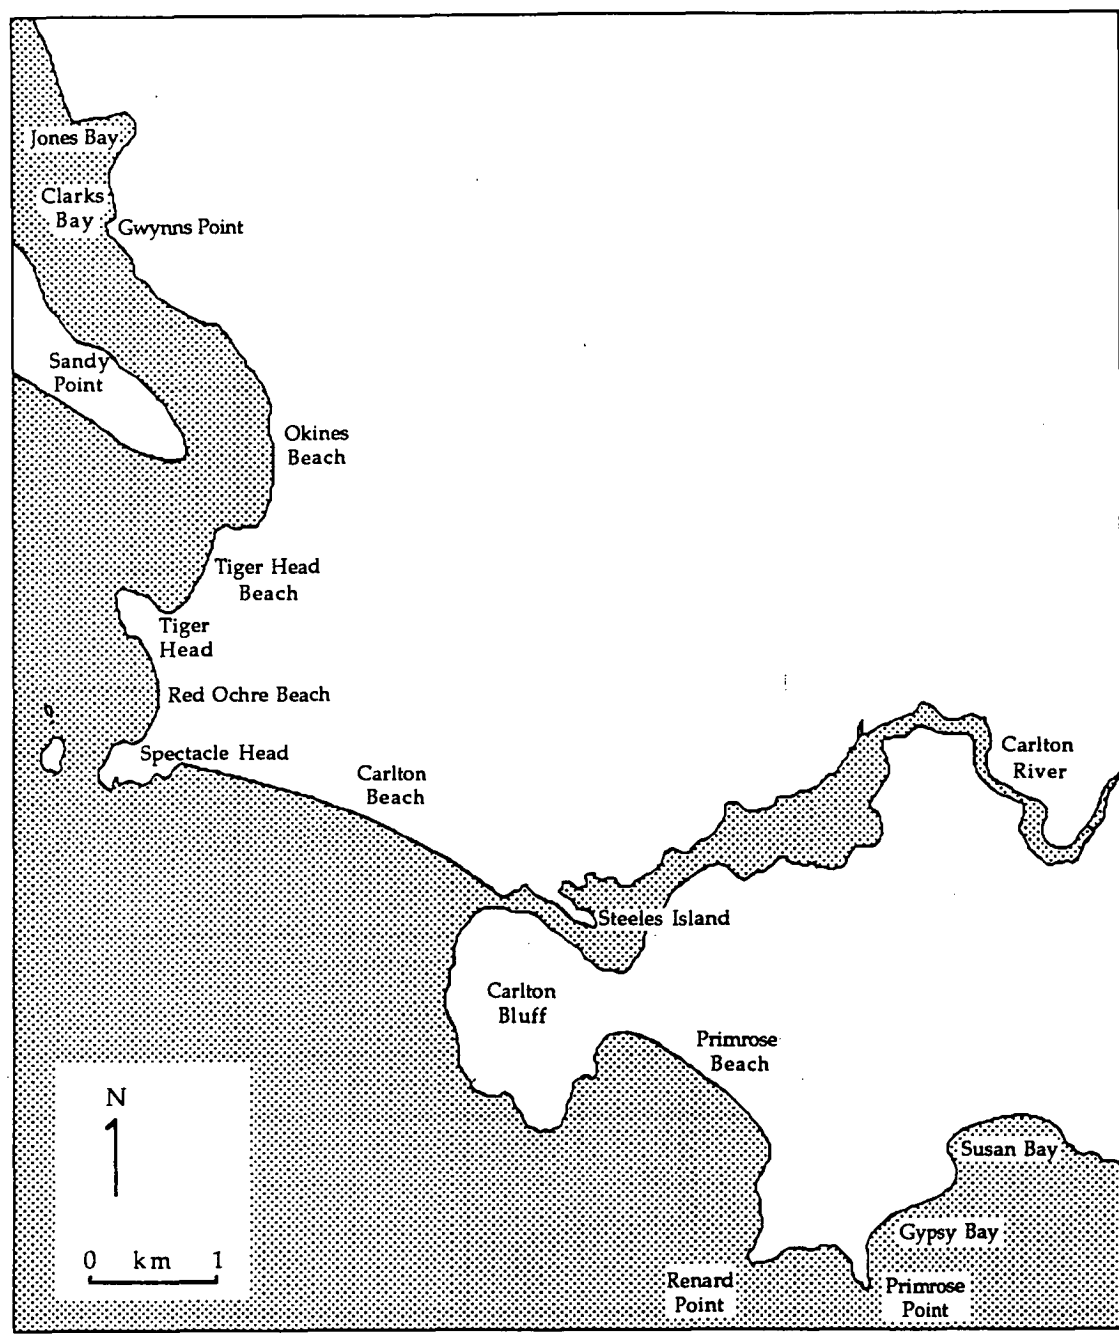 Jones Bay
Clarks
Bay
Gwynns Point
Sandy
Point
Okines
Beach
Tiger Head
Beach
Tiger
Head
Red Ochre Beach
Spectacle Head
Carlton
Beach
Carlton
River
Steeles Island
Carlton
Bluff
Primrose
Beach
N
Susan Bay
Gypsy Bay
0 km 1
Renard
Point
Primrose
Point